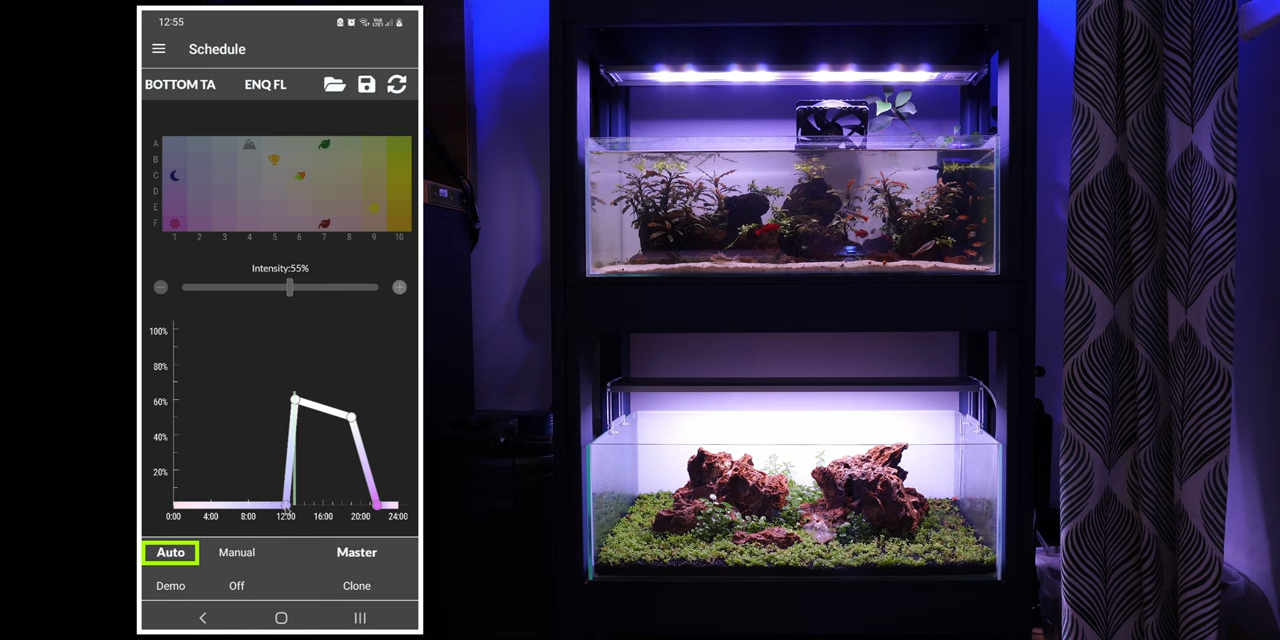 12:55
Schedule
BOTTOM TA ENQ FL
A
B
C
D
E
F
1 2 3 4 5 6 7 8 9 10
Intensity:55%
100%
80%
60%
40%
20%
0:00 4:00 8:00 12:00 16:00 20:00 24:00
Auto Manual Master
Demo Off Clone